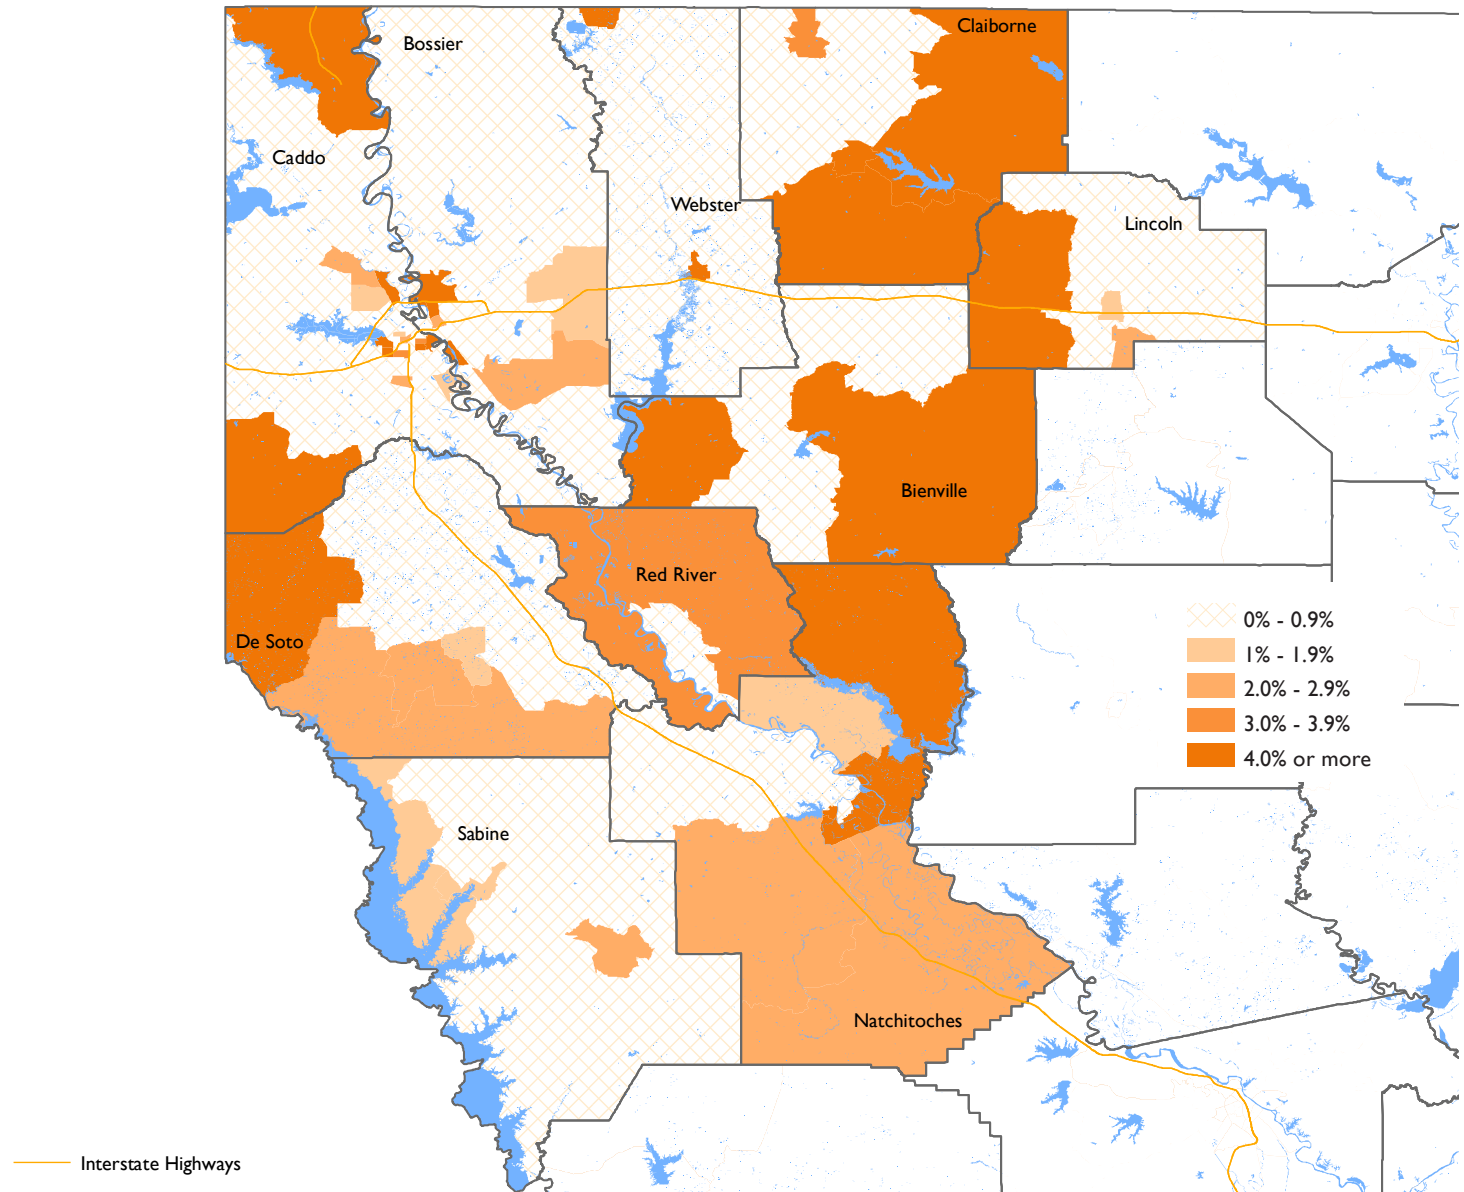 Claiborne
Bossier
Caddo
Webster
Lincoln
Bienville
Red River
0% - 0.9%
De Soto
1% - 1.9%
2.0% - 2.9%
3.0% - 3.9%
4.0% or more
Sabine
Natchitoches
Interstate Highways